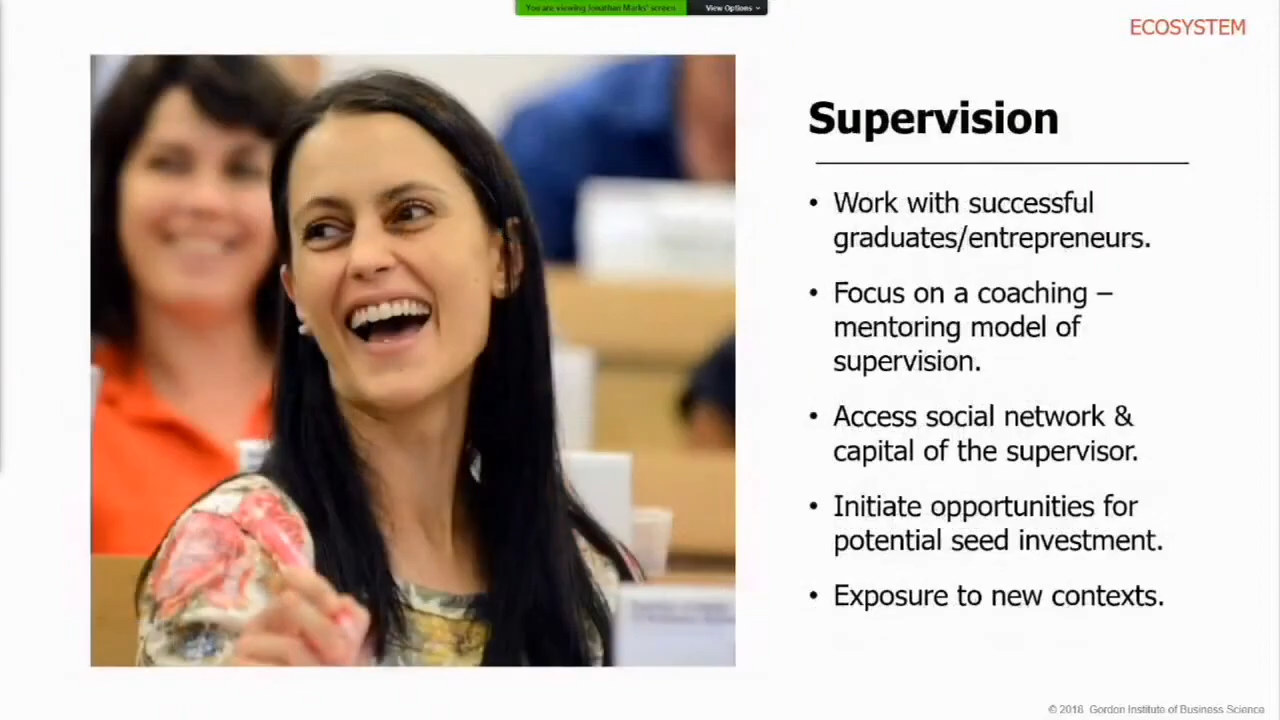 You are viewing Jonathan Marks' screen
View Options
ECOSYSTEM
Supervision
• Work with successful
graduates/entrepreneurs.
• Focus on a coaching –
mentoring model of
supervision.
• Access social network &
capital of the supervisor.
• Initiate opportunities for
potential seed investment.
• Exposure to new contexts.
© 2018 Gordon Institute of Business Science